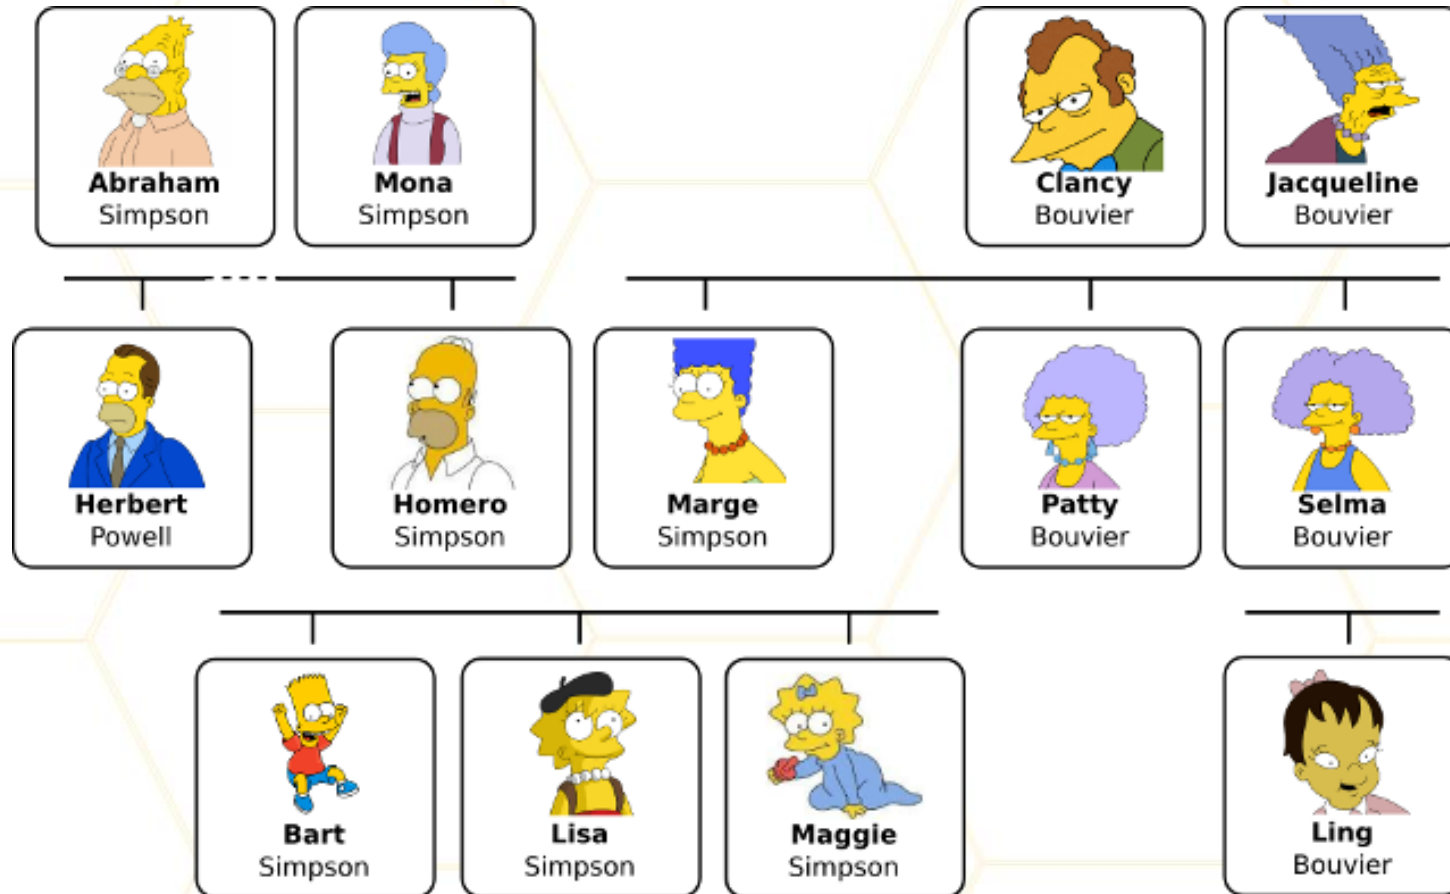 Abraham
Simpson
Mona
Simpson
Clancy
Bouvier
Jacqueline
Bouvier
Herbert
Powell
Homero
Simpson
Marge
Simpson
Patty
Bouvier
Selma
Bouvier
Bart
Simpson
Lisa
Simpson
Maggie
Simpson
Ling
Bouvier